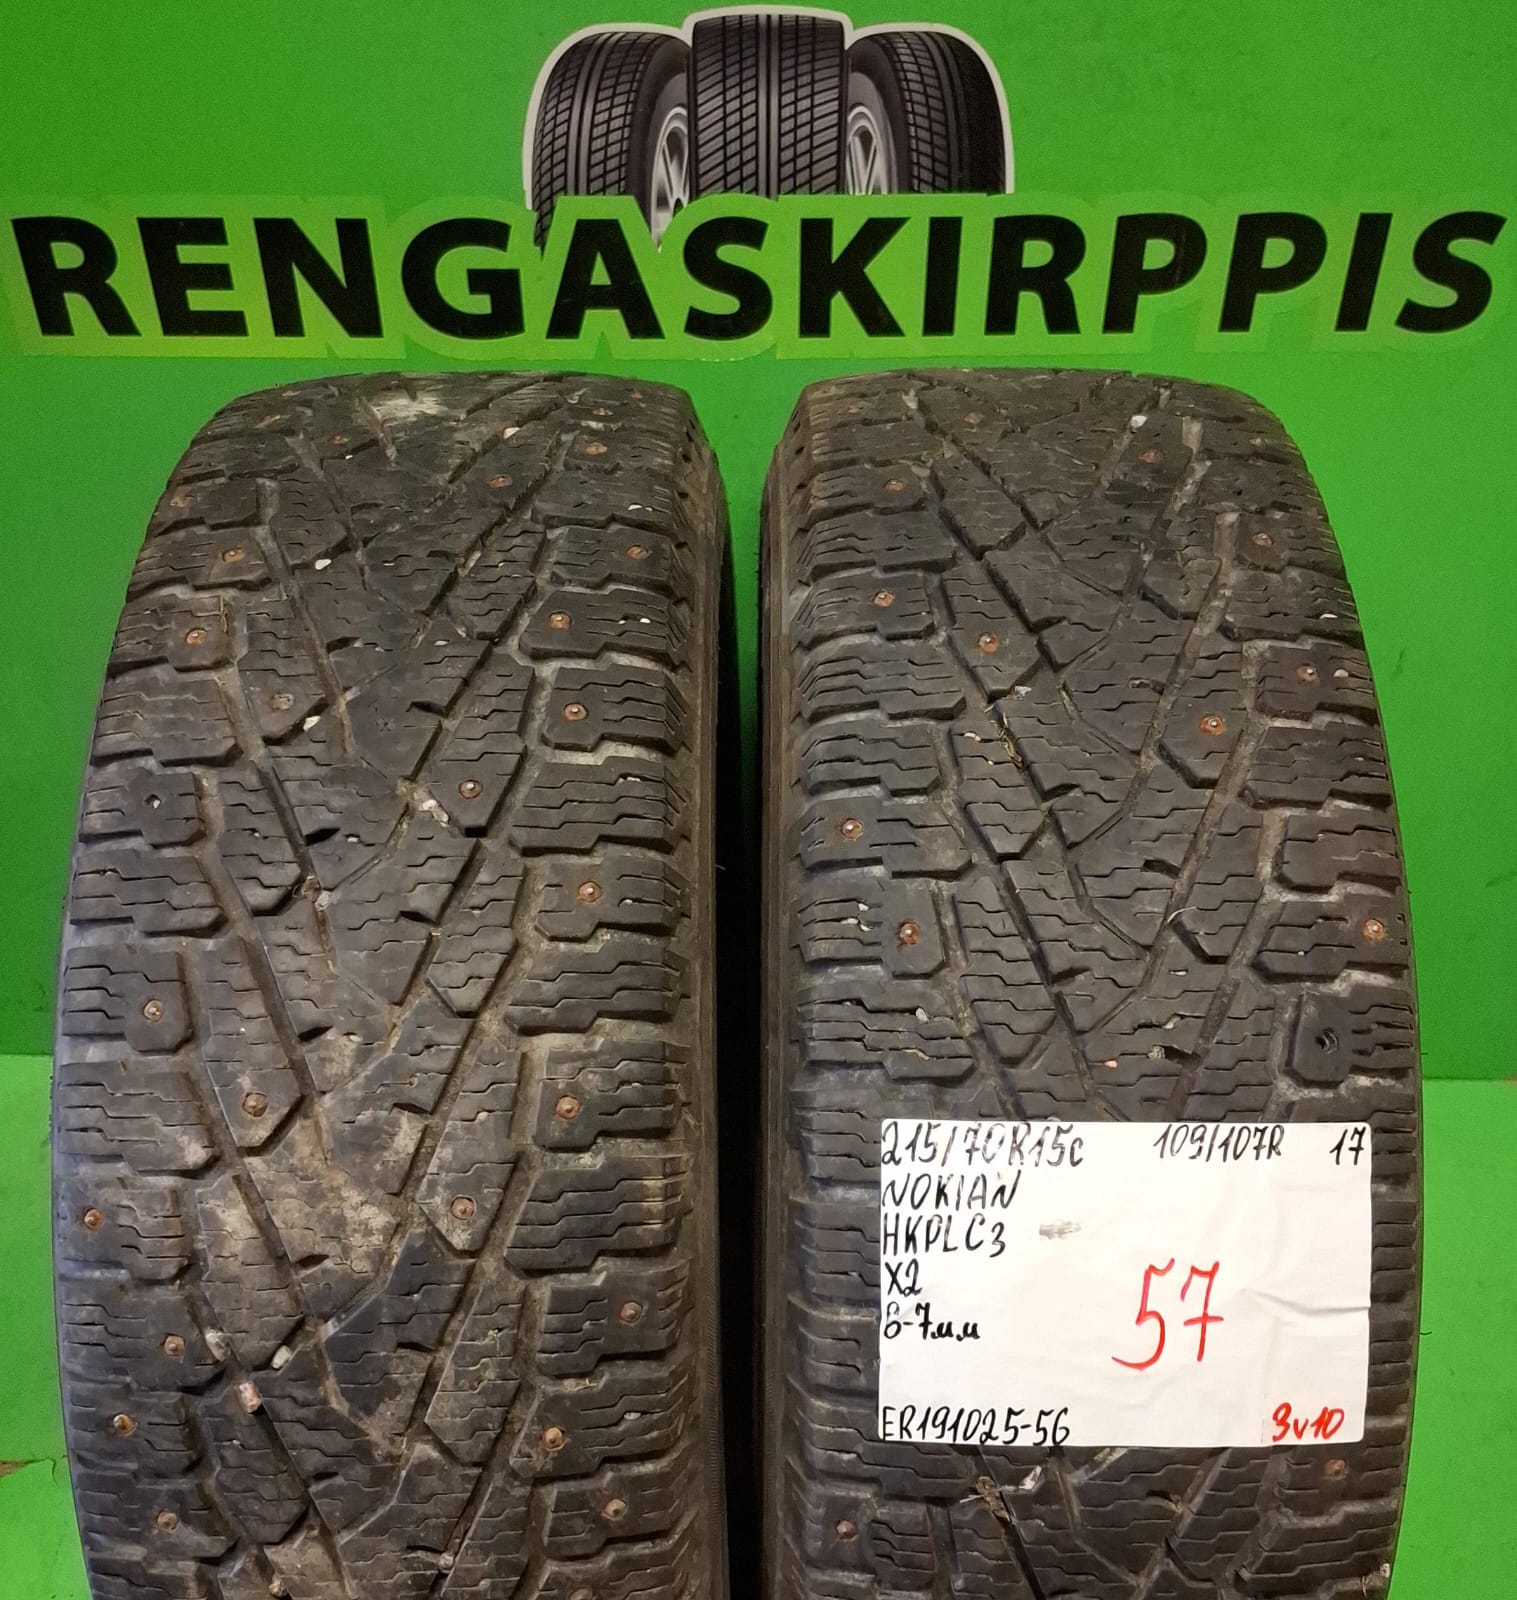 RENGASKIRPPIS
215/70R15c 109/107R 17
NOKIAN
HKPLC3
X2
6-7мм
57
ER191025-56 3v10